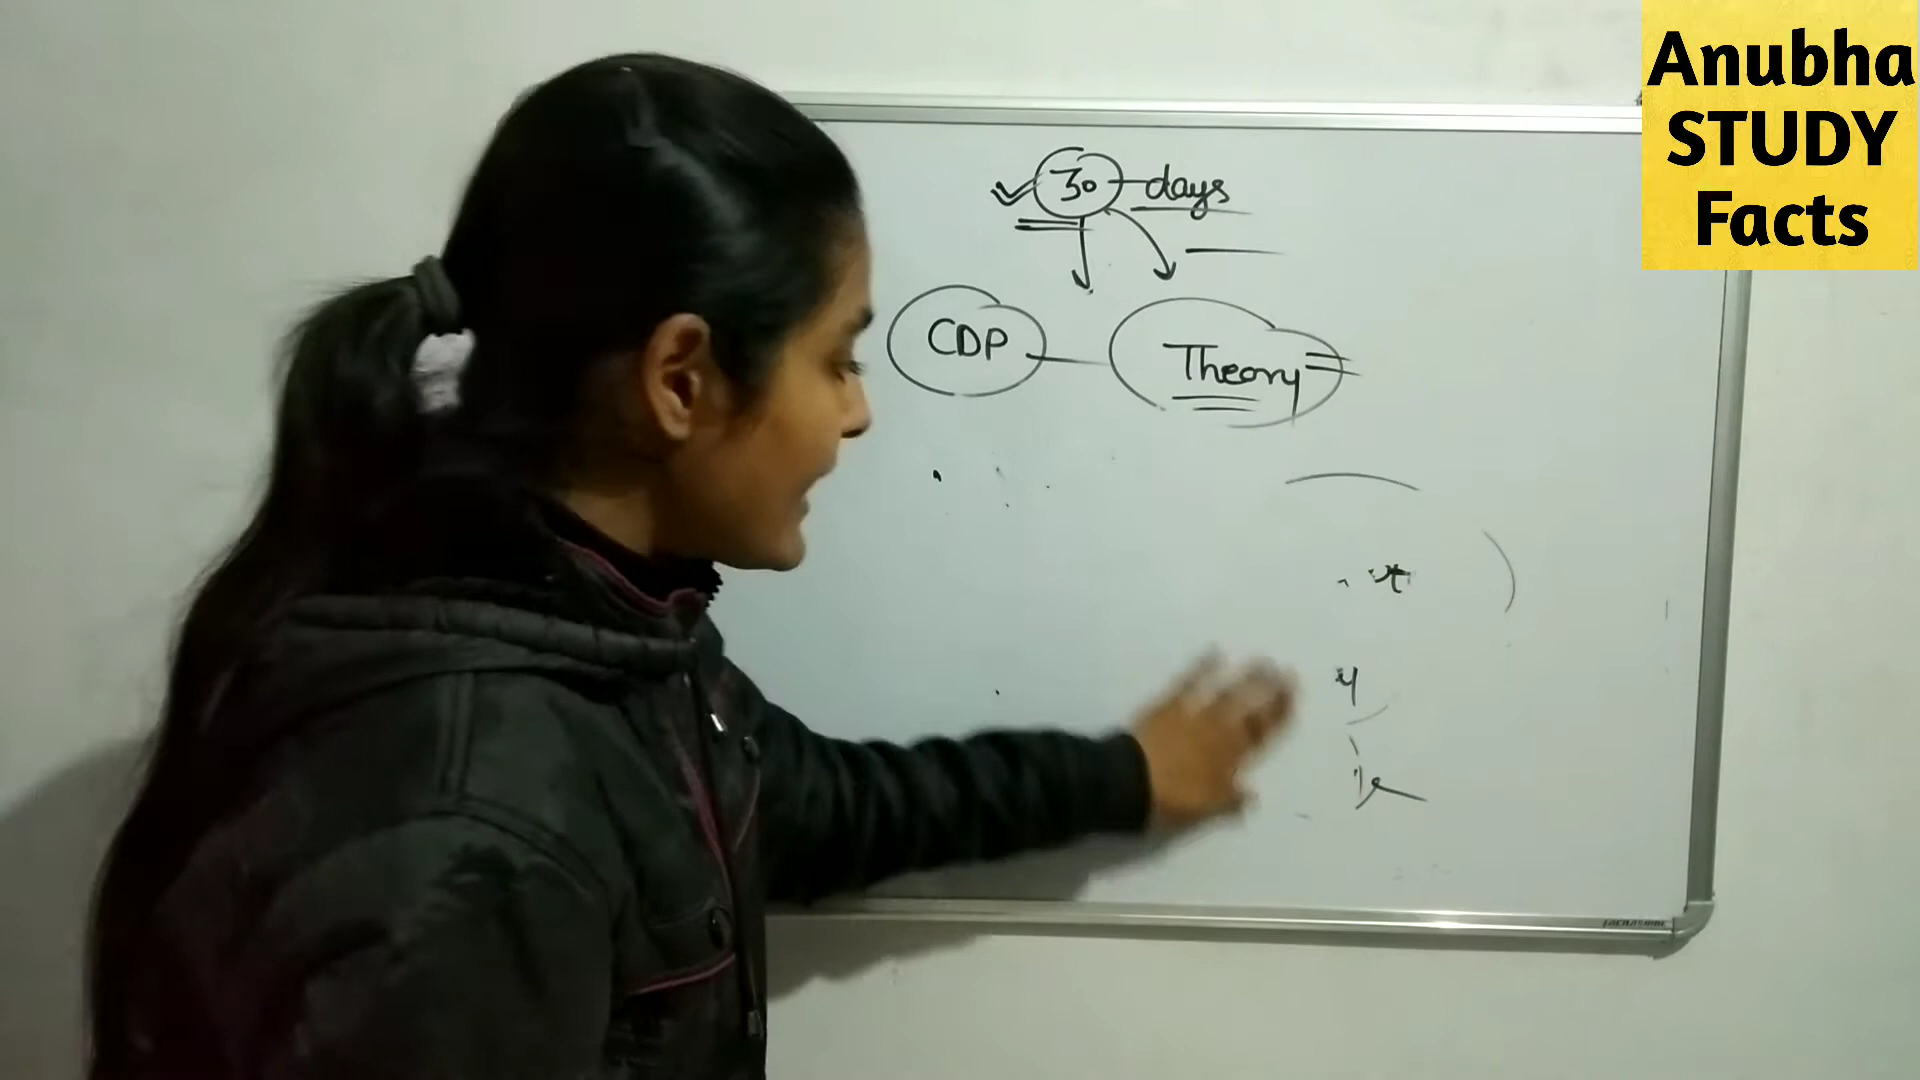 Anubha
STUDY
Facts
30 days
CDP
Theory